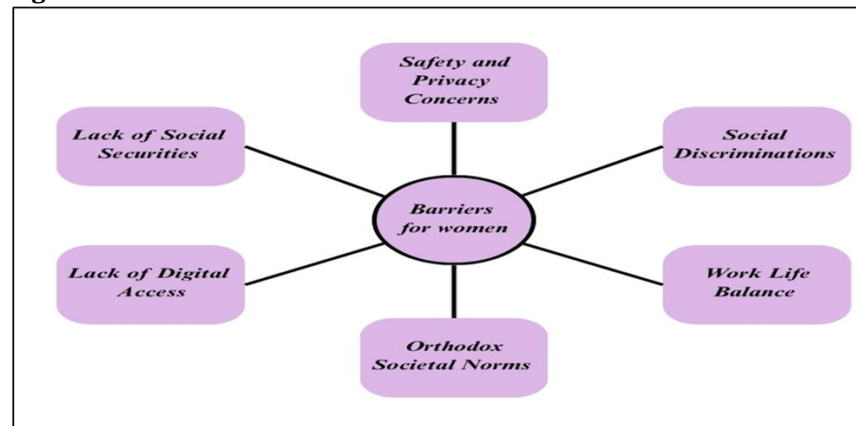 Safety and
Privacy
Concerns
Lack of Social
Securities
Social
Discriminations
Barriers
for women
Lack of Digital
Access
Work Life
Balance
Orthodox
Societal Norms